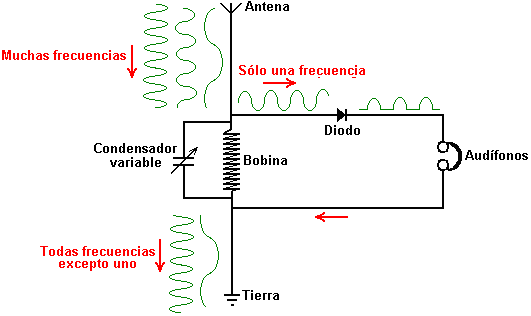 Antena
Muchas frecuencias
Sólo una frecuencia
Diodo
Condensador
variable
Bobina
Audífonos
Todas frecuencias
excepto uno
Tierra